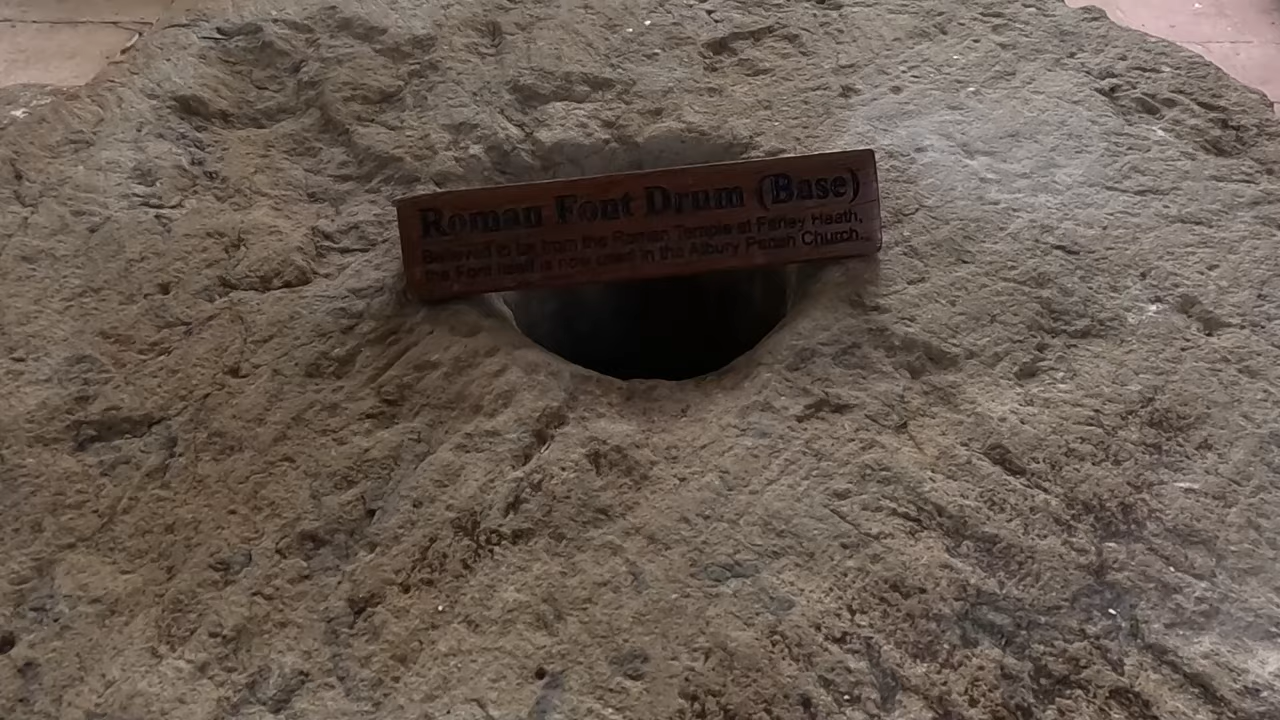 Roman Font Drum (Base)
Believed to be from the Roman Temple at Farley Heath,
the Font itself is now used in the Albury Parish Church.